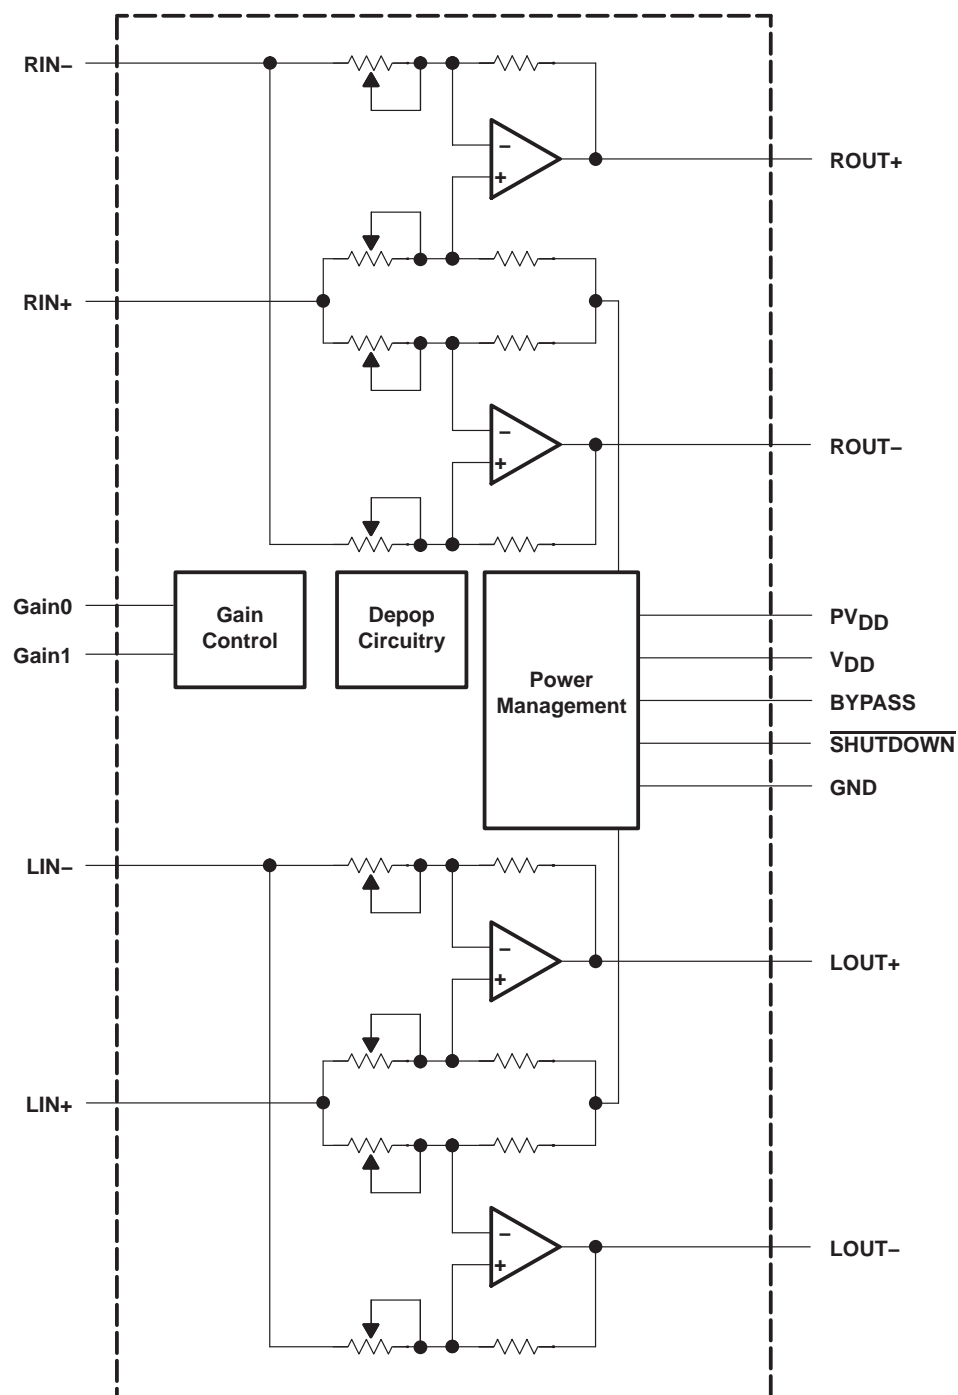 RIN−
−
+
ROUT+
RIN+
−
+
ROUT−
Gain0
Gain1
Gain
Control
Depop
Circuitry
Power
Management
PVDD
VDD
BYPASS
SHUTDOWN
GND
LIN−
−
+
LOUT+
LIN+
−
+
LOUT−